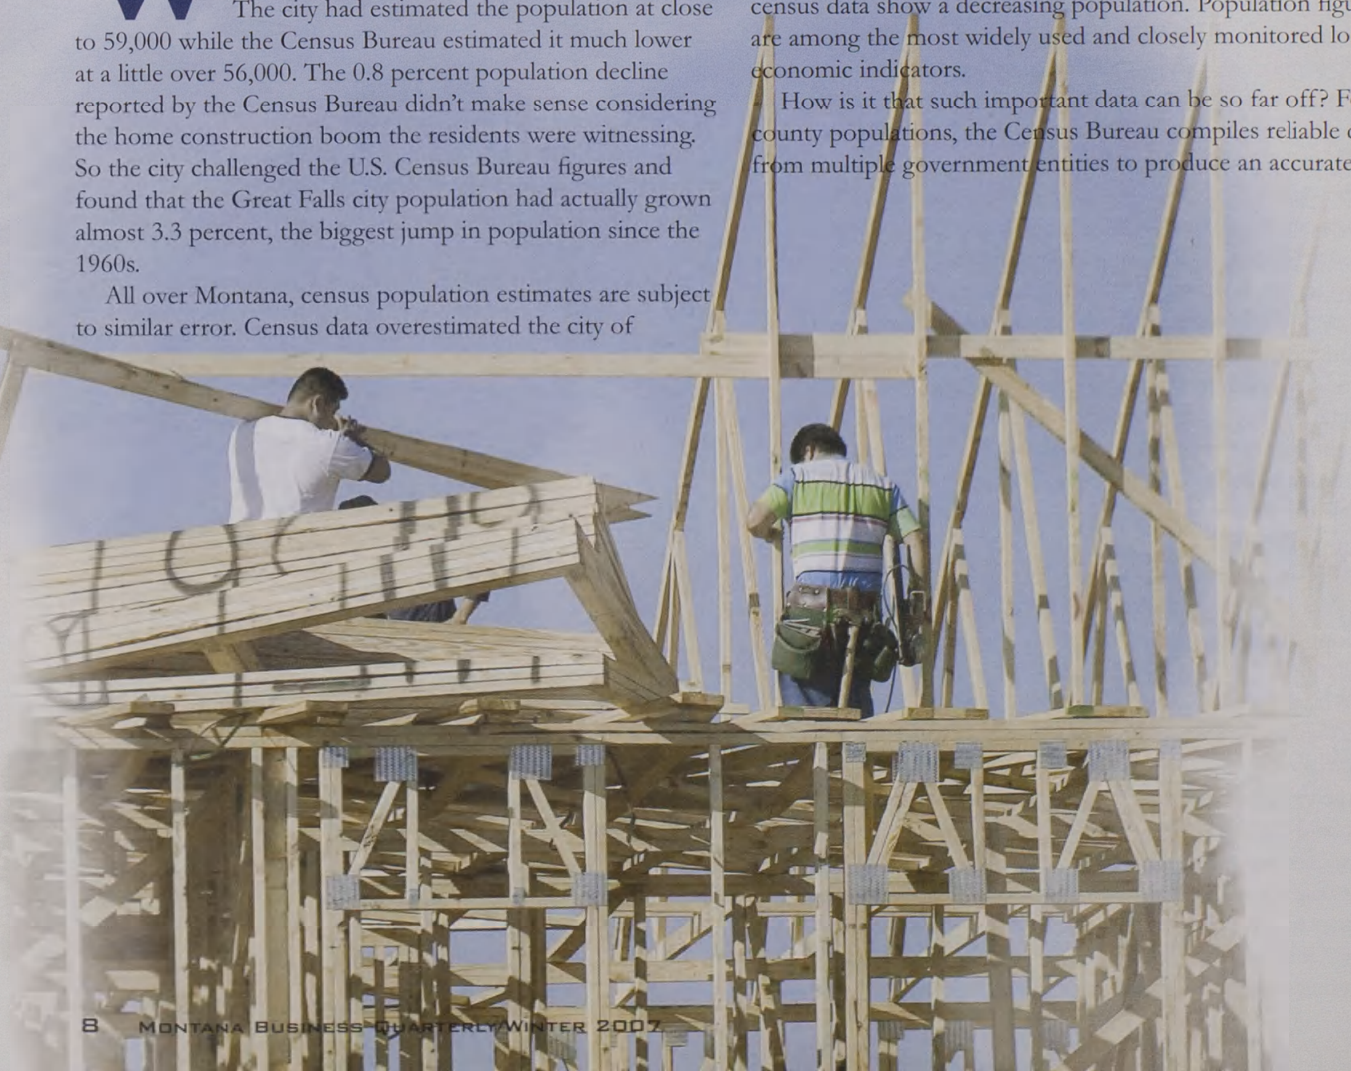 W
The city had estimated the population at close
to 59,000 while the Census Bureau estimated it much lower
at a little over 56,000. The 0.8 percent population decline
reported by the Census Bureau didn't make sense considering
the home construction boom the residents were witnessing.
So the city challenged the U.S. Census Bureau figures and
found that the Great Falls city population had actually grown
almost 3.3 percent, the biggest jump in population since the
1960s.
All over Montana, census population estimates are subject
to similar error. Census data overestimated the city of
census data show a decreasing population. Population figu
are among the most widely used and closely monitored lo
economic indicators.
How is it that such important data can be so far off? F
county populations, the Census Bureau compiles reliable
from multiple government entities to produce an accurate
8 Montana Business Quarterly/Winter 2007